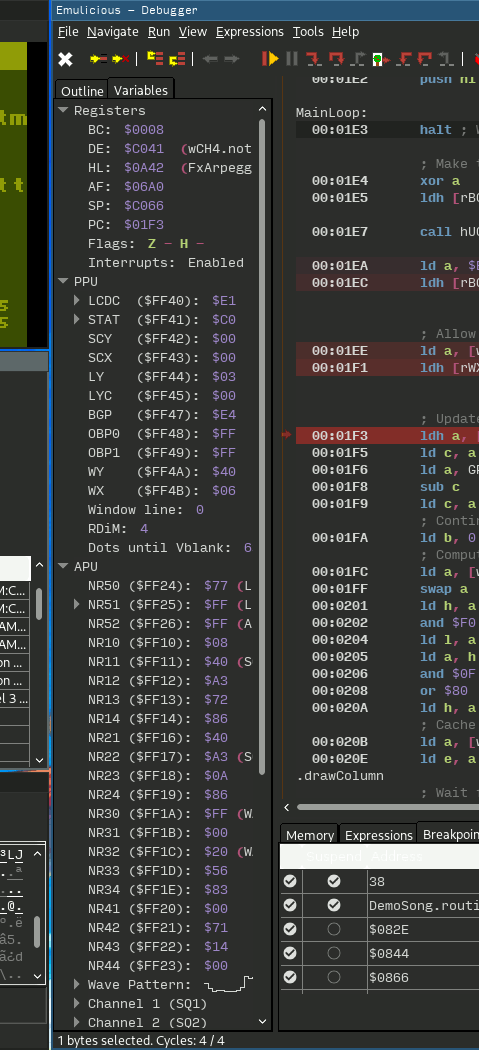 Emulicious - Debugger
File Navigate Run View Expressions Tools Help
Outline Variables
Registers
BC: $0008
DE: $C041 (wCH4.not
HL: $0A42 (FxArpegg
AF: $06A0
SP: $C066
PC: $01F3
Flags: Z - H -
Interrupts: Enabled
PPU
LCDC ($FF40): $E1
STAT ($FF41): $C0
SCY ($FF42): $00
SCX ($FF43): $00
LY ($FF44): $03
LYC ($FF45): $00
BGP ($FF47): $E4
OBP0 ($FF48): $FF
OBP1 ($FF49): $FF
WY ($FF4A): $40
WX ($FF4B): $06
Window line: 0
RDiM: 4
Dots until Vblank: 6
APU
NR50 ($FF24): $77 (L
NR51 ($FF25): $FF (L
NR52 ($FF26): $FF (A
NR10 ($FF10): $08
NR11 ($FF11): $40 (S
NR12 ($FF12): $A3
NR13 ($FF13): $72
NR14 ($FF14): $86
NR21 ($FF16): $40
NR22 ($FF17): $A3 (S
NR23 ($FF18): $0A
NR24 ($FF19): $86
NR30 ($FF1A): $FF (W
NR31 ($FF1B): $00
NR32 ($FF1C): $20 (W
NR33 ($FF1D): $56
NR34 ($FF1E): $83
NR41 ($FF20): $00
NR42 ($FF21): $71
NR43 ($FF22): $14
NR44 ($FF23): $00
Wave Pattern:
Channel 1 (SQ1)
Channel 2 (SQ2)
1 bytes selected. Cycles: 4 / 4
00:01E2 push hl
MainLoop:
00:01E3 halt ; W
; Make t
00:01E4 xor a
00:01E5 ldh [rBG
00:01E7 call hUG
00:01EA ld a, $E
00:01EC ldh [rBG
; Allow
00:01EE ld a, [w
00:01F1 ldh [rWX
; Update
00:01F3 ldh a, [
00:01F5 ld c, a
00:01F6 ld a, GR
00:01F8 sub c
00:01F9 ld c, a
; Contin
00:01FA ld b, 0
; Comput
00:01FC ld a, [w
00:01FF swap a
00:0201 ld h, a
00:0202 and $F0
00:0204 ld l, a
00:0205 ld a, h
00:0206 and $0F
00:0208 or $80
00:020A ld h, a
; Cache
00:020B ld a, [w
00:020E ld e, a
.drawColumn
; Wait t
Memory Expressions Breakpoin
Suspend Address
38
DemoSong.routi
$082E
$0844
$0866
tm
tt
s
s
M:C...
M:C...
AM...
AM...
on ...
on ...
el 3 ...